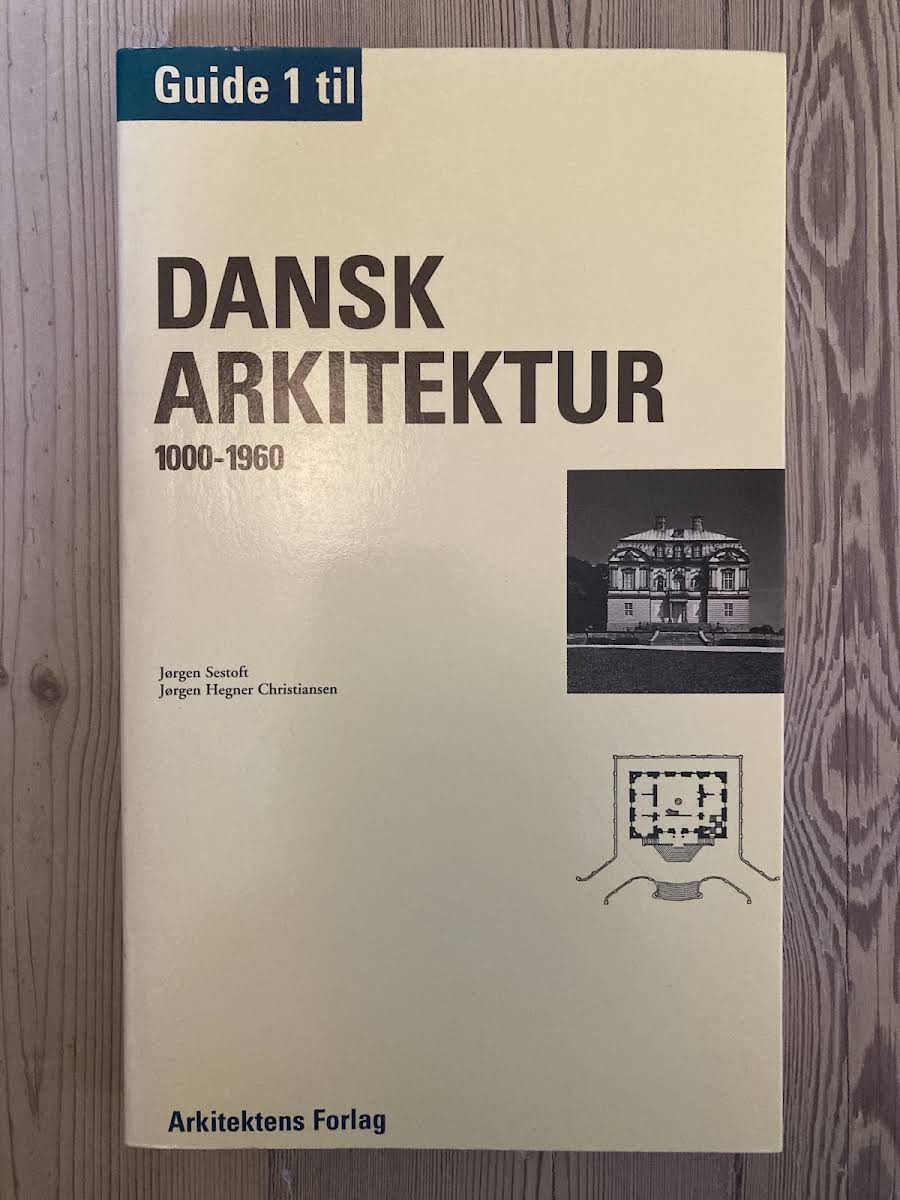 Guide 1 til
DANSK
ARKITEKTUR
1000-1960
Jørgen Sestoft
Jørgen Hegner Christiansen
Arkitektens Forlag